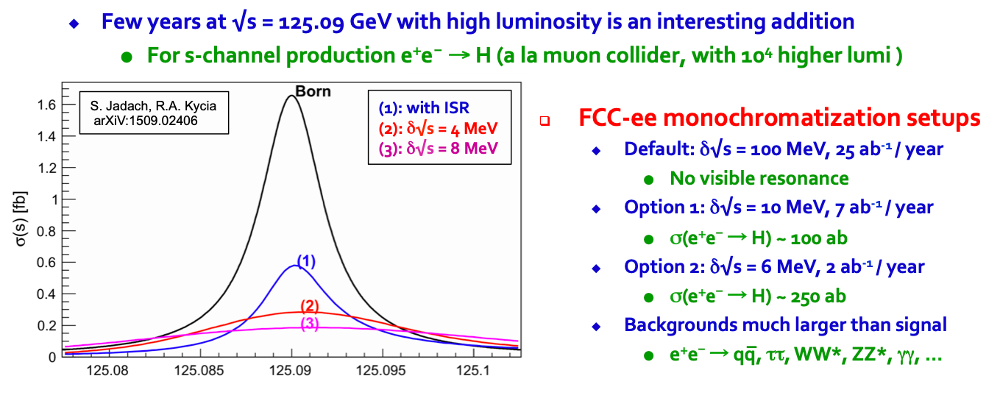 ◆ Few years at √s = 125.09 GeV with high luminosity is an interesting addition
● For s-channel production e⁺e⁻ → H (a la muon collider, with 10⁴ higher lumi )
S. Jadach, R.A. Kycia
arXiV:1509.02406
Born
(1): with ISR
(2): δ√s = 4 MeV
(3): δ√s = 8 MeV
(1)
(2)
(3)
σ(s) [fb]
1.6
1.4
1.2
1
0.8
0.6
0.4
0.2
0
125.08 125.085 125.09 125.095 125.1
❑ FCC-ee monochromatization setups
◆ Default: δ√s = 100 MeV, 25 ab⁻¹ / year
● No visible resonance
◆ Option 1: δ√s = 10 MeV, 7 ab⁻¹ / year
● σ(e⁺e⁻ → H) ~ 100 ab
◆ Option 2: δ√s = 6 MeV, 2 ab⁻¹ / year
● σ(e⁺e⁻ → H) ~ 250 ab
◆ Backgrounds much larger than signal
● e⁺e⁻ → qq̅, ττ, WW*, ZZ*, γγ, ...